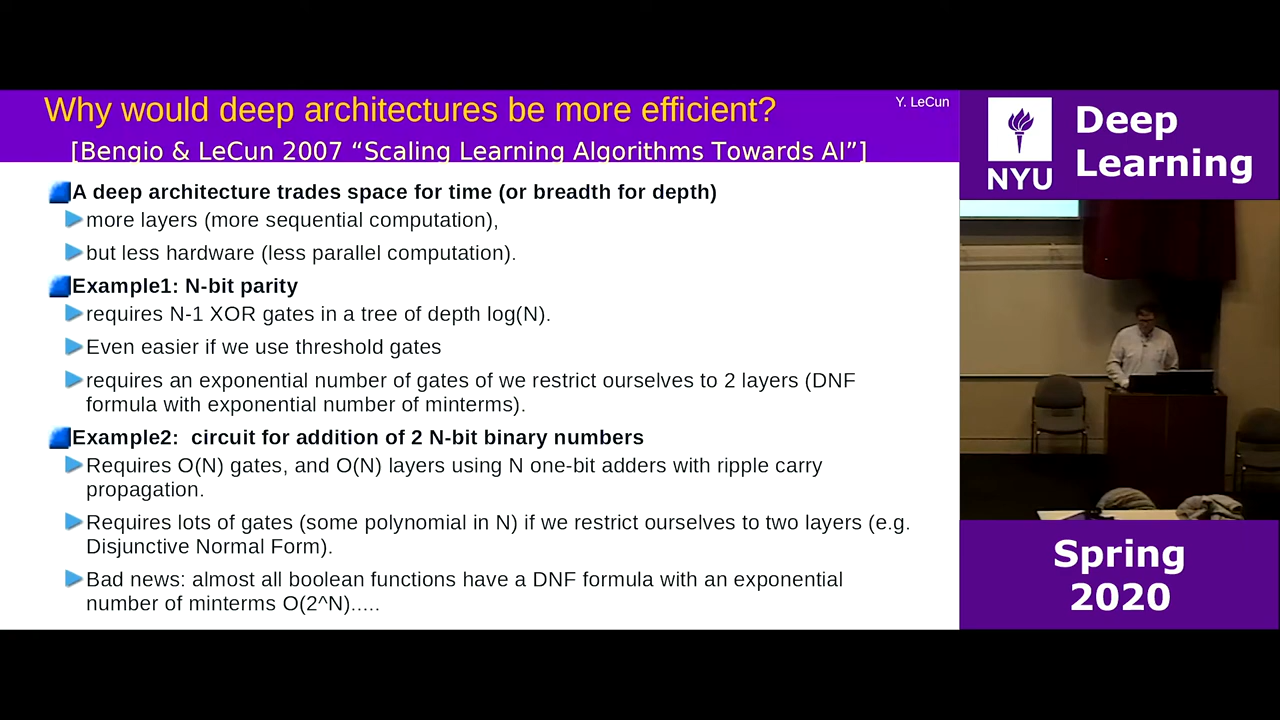 Why would deep architectures be more efficient?
Y. LeCun
[Bengio & LeCun 2007 “Scaling Learning Algorithms Towards AI”]
A deep architecture trades space for time (or breadth for depth)
more layers (more sequential computation),
but less hardware (less parallel computation).
Example1: N-bit parity
requires N-1 XOR gates in a tree of depth log(N).
Even easier if we use threshold gates
requires an exponential number of gates of we restrict ourselves to 2 layers (DNF
formula with exponential number of minterms).
Example2:  circuit for addition of 2 N-bit binary numbers
Requires O(N) gates, and O(N) layers using N one-bit adders with ripple carry
propagation.
Requires lots of gates (some polynomial in N) if we restrict ourselves to two layers (e.g.
Disjunctive Normal Form).
Bad news: almost all boolean functions have a DNF formula with an exponential
number of minterms O(2^N).....
NYU
Deep
Learning
Spring
2020